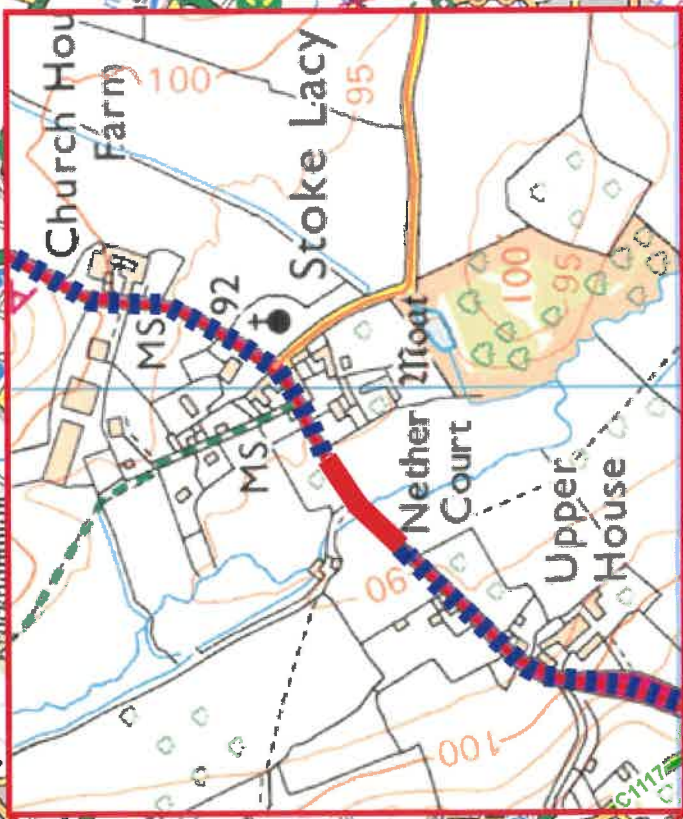 Church Hou
Farm
100
Stoke Lacy
95
92
MS
MS
Moat
100
95
Nether
Court
Upper
House
90
100
C1117